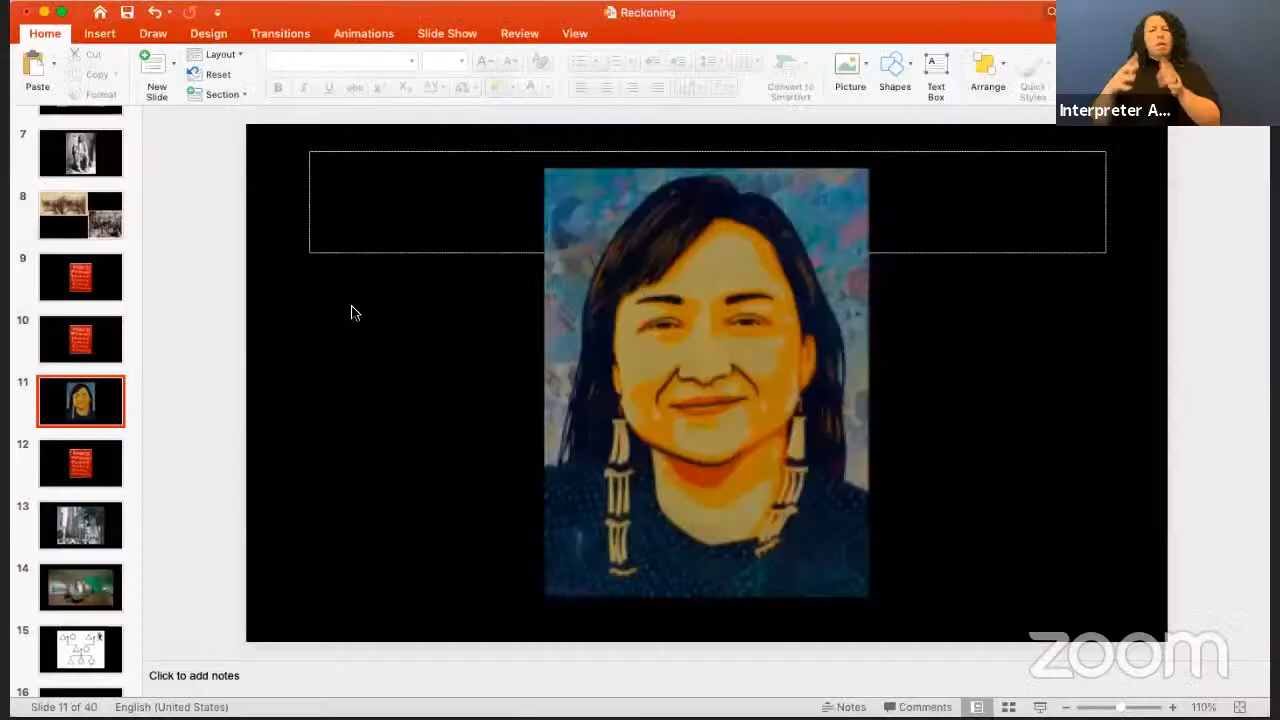 Reckoning
Home Insert Draw Design Transitions Animations Slide Show Review View
Paste
Cut
Copy
Format
New Slide
Layout
Reset
Section
Convert to SmartArt
Picture
Shapes
Text Box
Arrange
Quick Styles
Interpreter A...
7
8
9
10
11
12
13
14
15
16
Click to add notes
zoom
Slide 11 of 40 English (United States) Notes Comments 110%